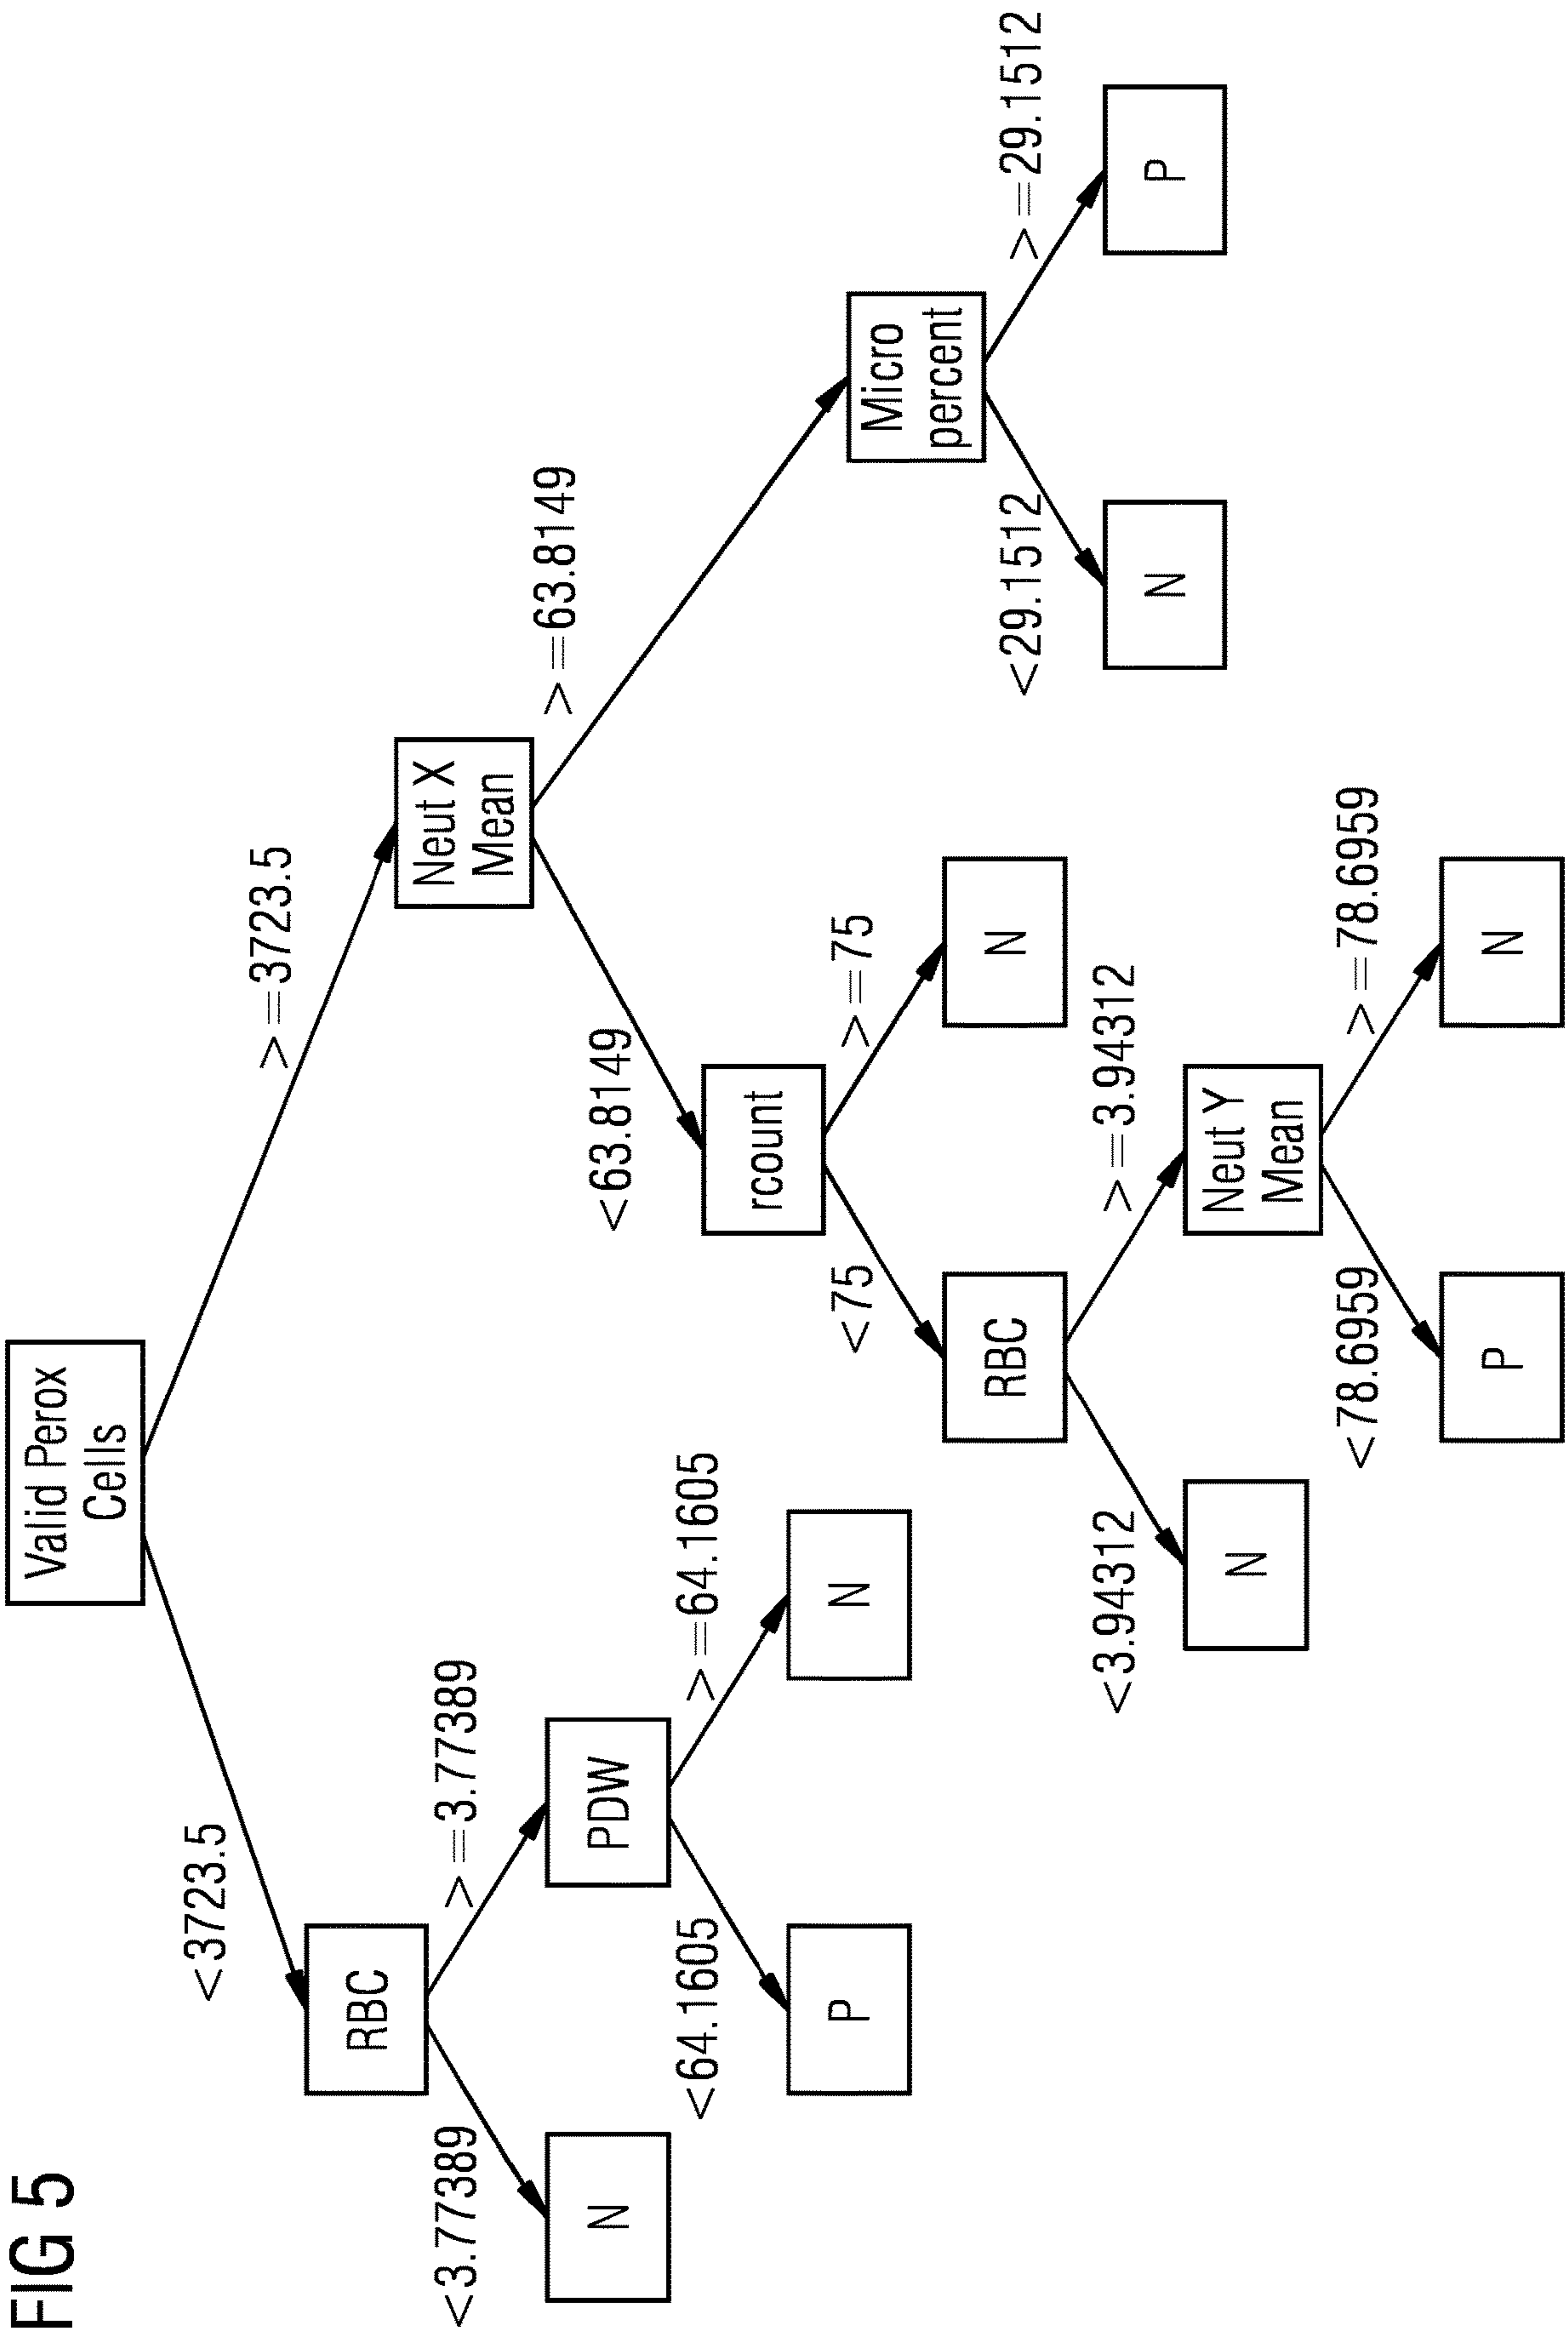 FIG 5
Valid Perox
Cells
<3723.5
>=3723.5
RBC
Neut X
Mean
<3.77389
>=3.77389
<63.8149
>=63.8149
N
PDW
rcount
Micro
percent
<64.1605
>=64.1605
<75
>=75
<29.1512
>=29.1512
P
N
RBC
N
N
P
<3.94312
>=3.94312
N
Neut Y
Mean
<78.6959
>=78.6959
P
N